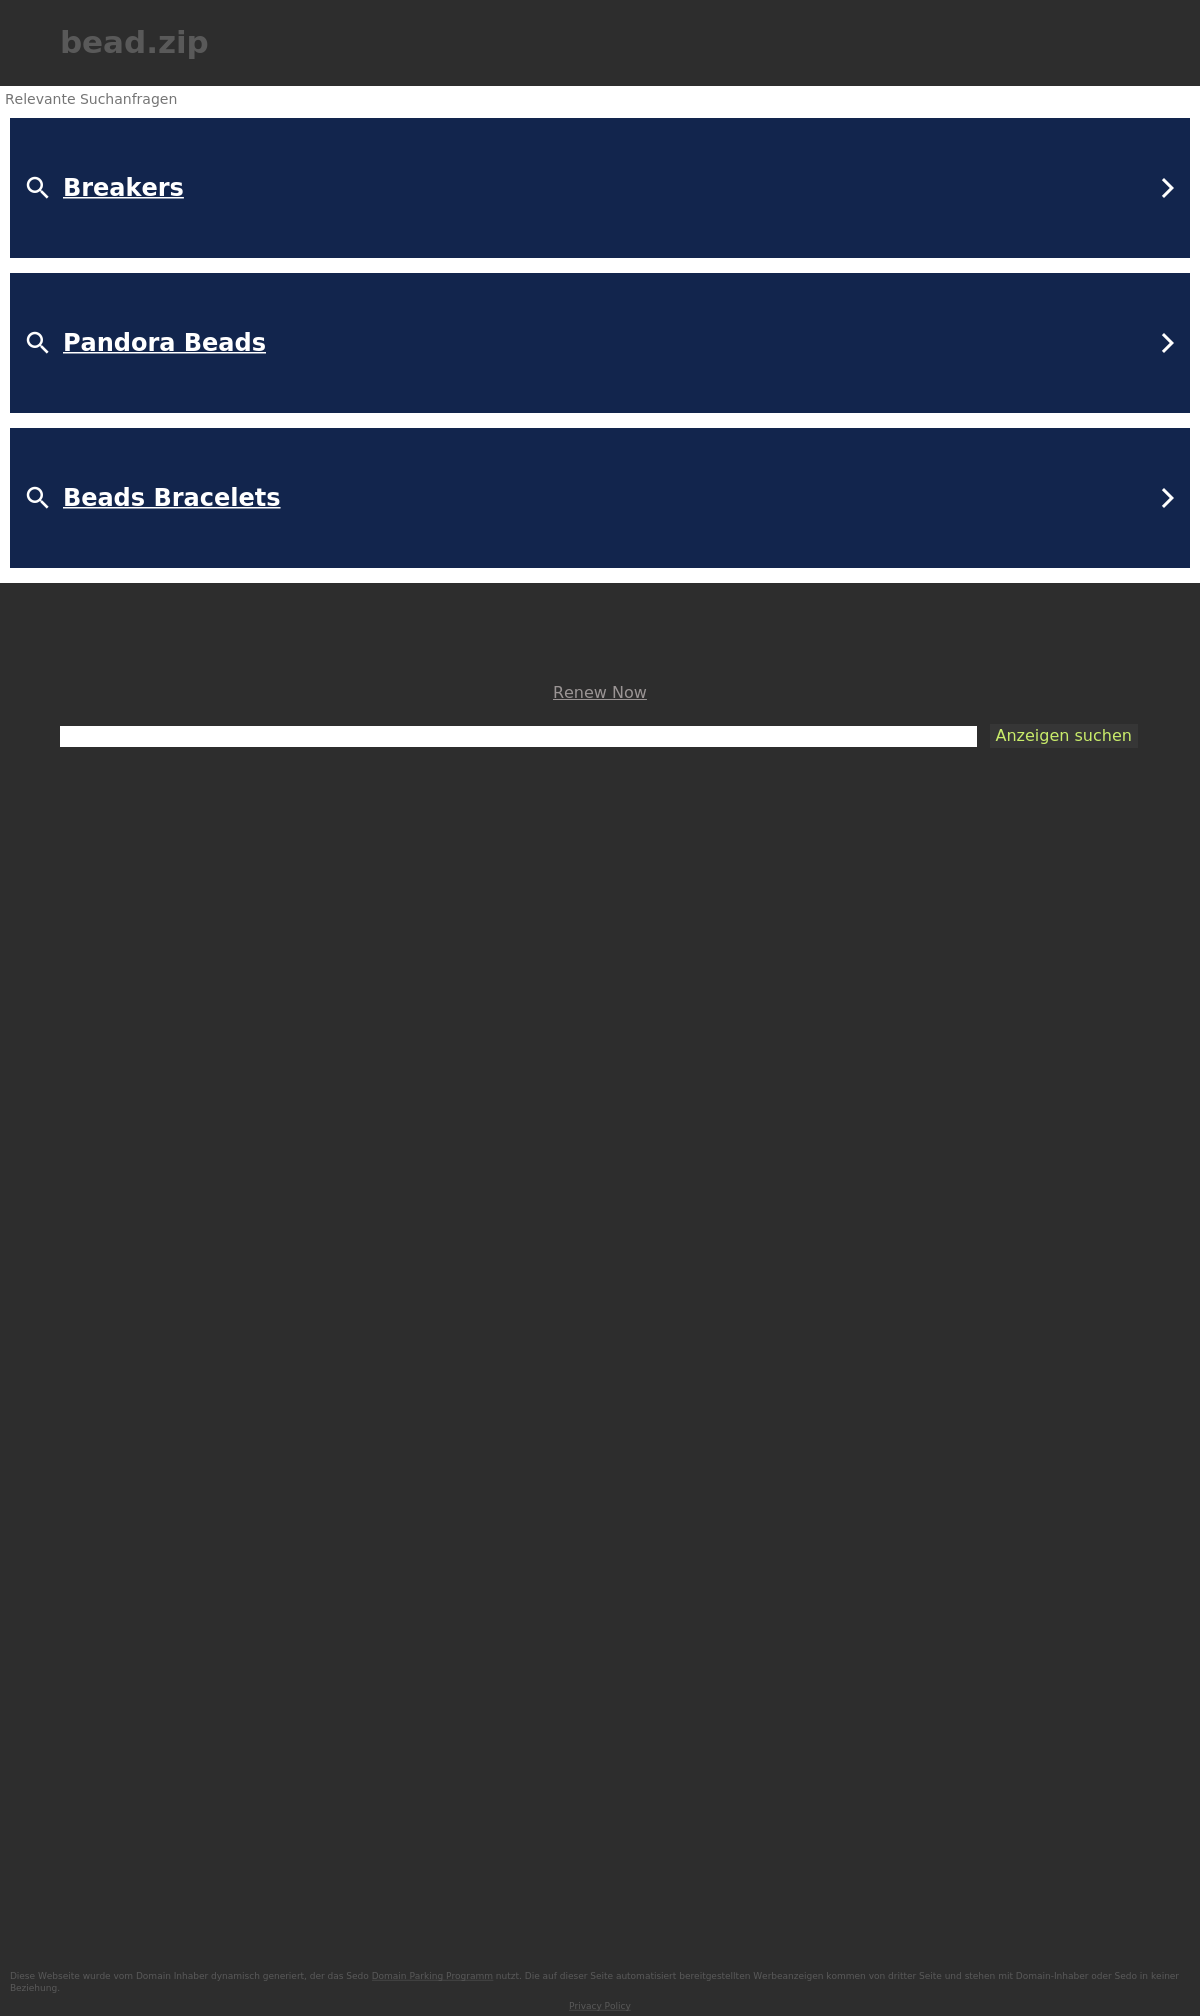 bead.zip
Relevante Suchanfragen
Breakers
Pandora Beads
Beads Bracelets
Renew Now
Anzeigen suchen
Diese Webseite wurde vom Domain Inhaber dynamisch generiert, der das Sedo Domain Parking Programm nutzt. Die auf dieser Seite automatisiert bereitgestellten Werbeanzeigen kommen von dritter Seite und stehen mit Domain-Inhaber oder Sedo in keiner
Beziehung.
Privacy Policy